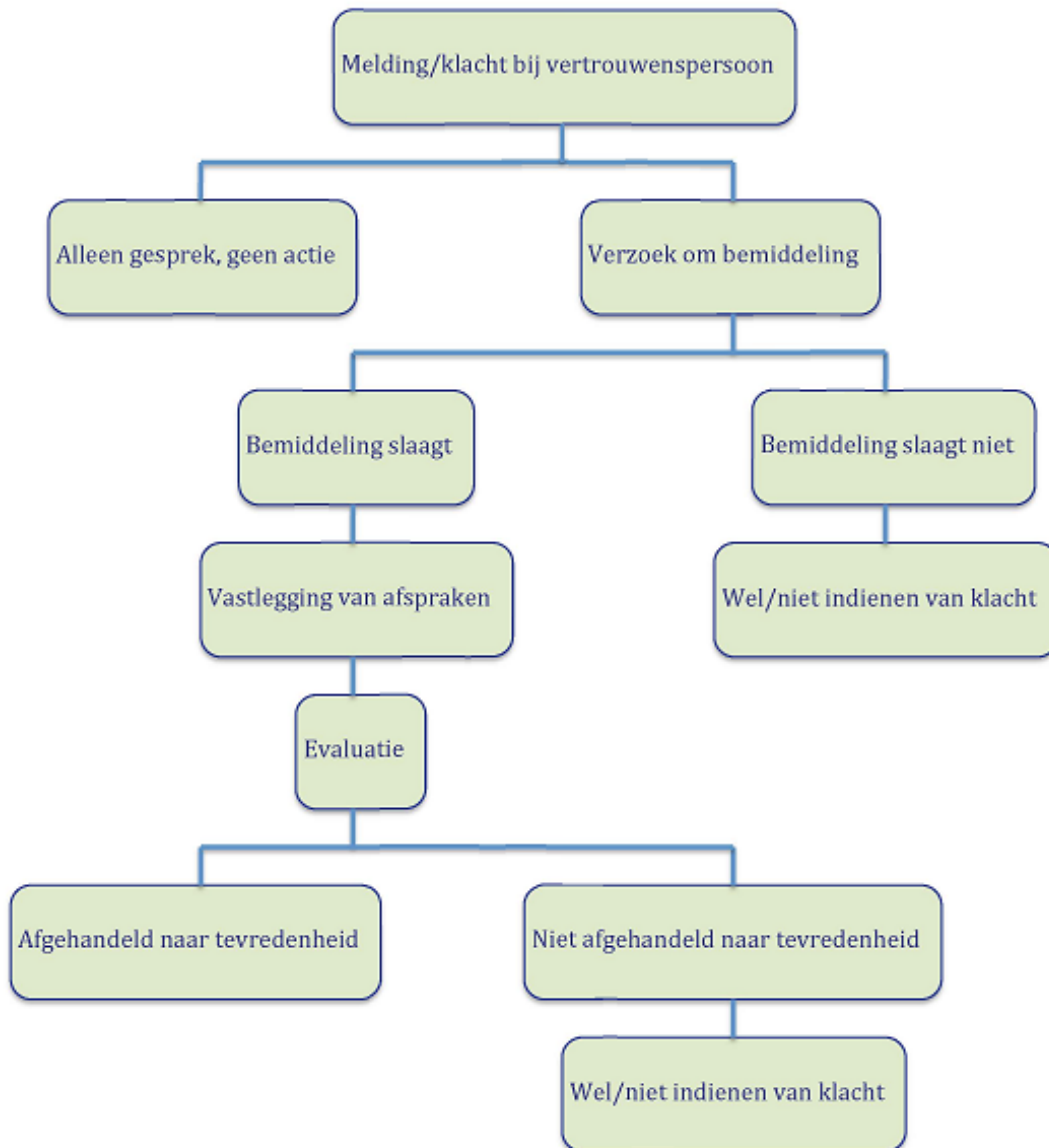 Melding/klacht bij vertrouwenspersoon
Alleen gesprek, geen actie
Verzoek om bemiddeling
Bemiddeling slaagt
Bemiddeling slaagt niet
Vastlegging van afspraken
Wel/niet indienen van klacht
Evaluatie
Afgehandeld naar tevredenheid
Niet afgehandeld naar tevredenheid
Wel/niet indienen van klacht